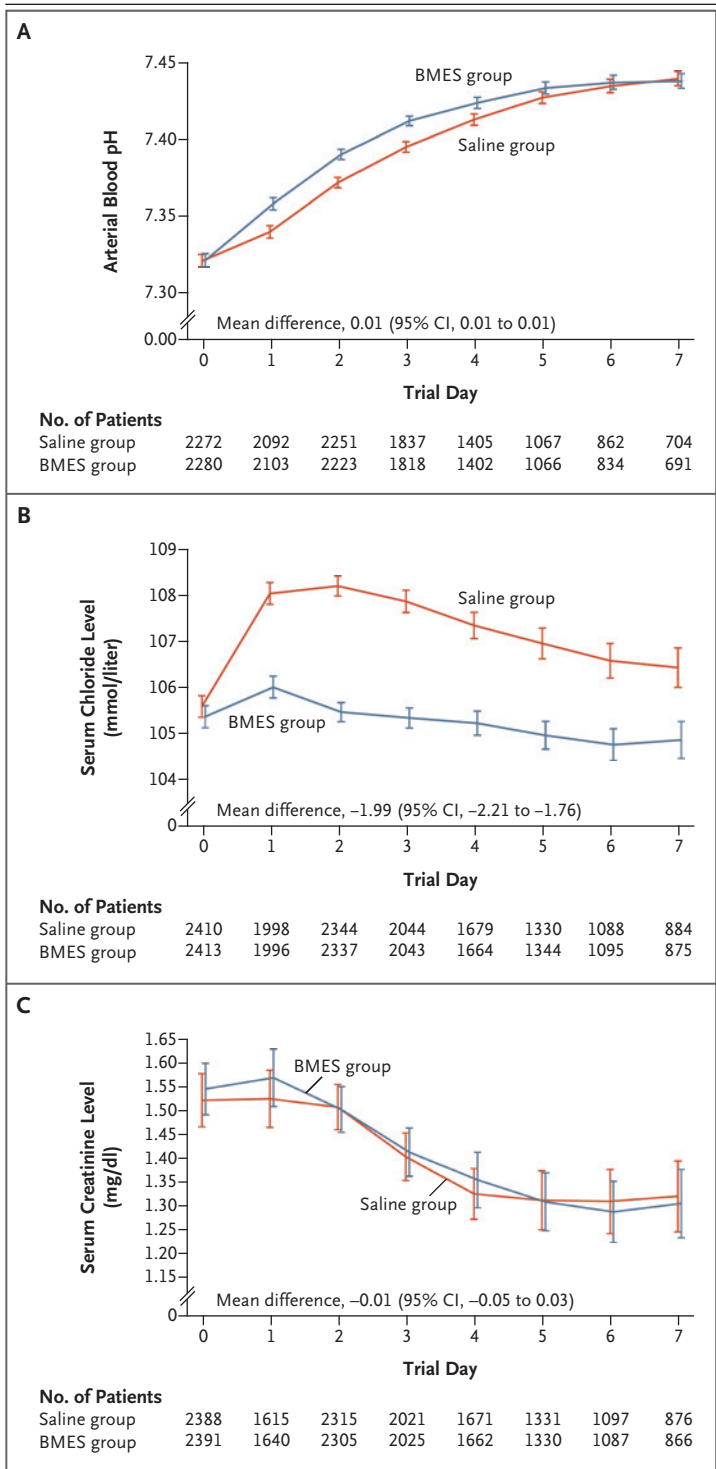 A
7.45
7.40
7.35
7.30
0.00
Arterial Blood pH
BMES group
Saline group
Mean difference, 0.01 (95% CI, 0.01 to 0.01)
0 1 2 3 4 5 6 7
Trial Day
No. of Patients
Saline group 2272 2092 2251 1837 1405 1067 862 704
BMES group 2280 2103 2223 1818 1402 1066 834 691
B
109
108
107
106
105
104
0
Serum Chloride Level
(mmol/liter)
Saline group
BMES group
Mean difference, –1.99 (95% CI, –2.21 to –1.76)
0 1 2 3 4 5 6 7
Trial Day
No. of Patients
Saline group 2410 1998 2344 2044 1679 1330 1088 884
BMES group 2413 1996 2337 2043 1664 1344 1095 875
C
1.65
1.60
1.55
1.50
1.45
1.40
1.35
1.30
1.20
1.15
0
Serum Creatinine Level
(mg/dl)
BMES group
Saline group
Mean difference, –0.01 (95% CI, –0.05 to 0.03)
0 1 2 3 4 5 6 7
Trial Day
No. of Patients
Saline group 2388 1615 2315 2021 1671 1331 1097 876
BMES group 2391 1640 2305 2025 1662 1330 1087 866